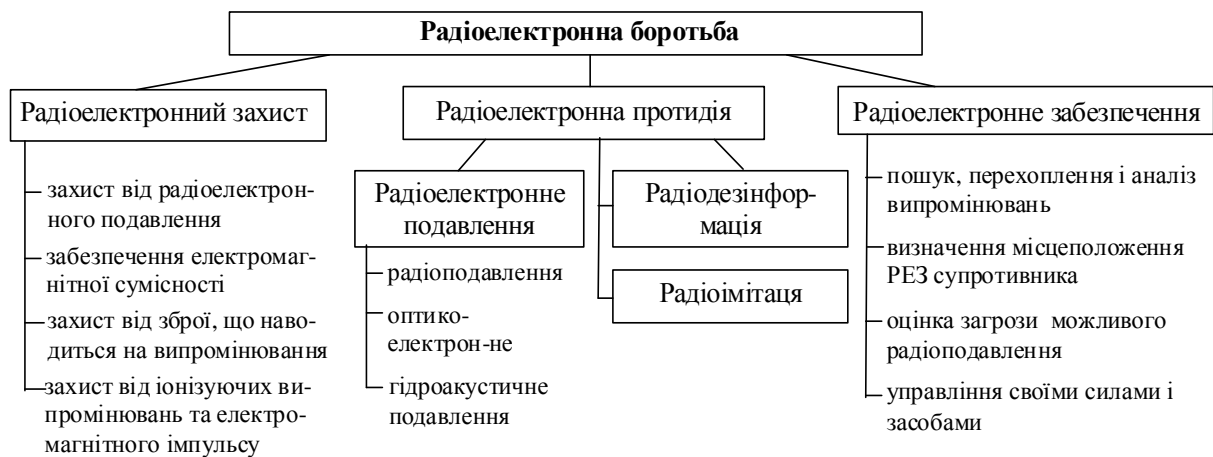 Радіоелектронна боротьба
Радіоелектронний захист
захист від радіоелектрон-
ного подавлення
забезпечення електромаг-
нітної сумісності
захист від зброї, що наво-
диться на випромінювання
захист від іонізуючих ви-
промінювань та електро-
магнітного імпульсу
Радіоелектронна протидія
Радіоелектронне
подавлення
радіоподавлення
оптико-
електрон-не
гідроакустичне
подавлення
Радіодезінфор-
мація
Радіоімітаця
Радіоелектронне забезпечення
пошук, перехоплення і аналіз
випромінювань
визначення місцеположення
РЕЗ супротивника
оцінка загрози можливого
радіоподавлення
управління своїми силами і
засобами